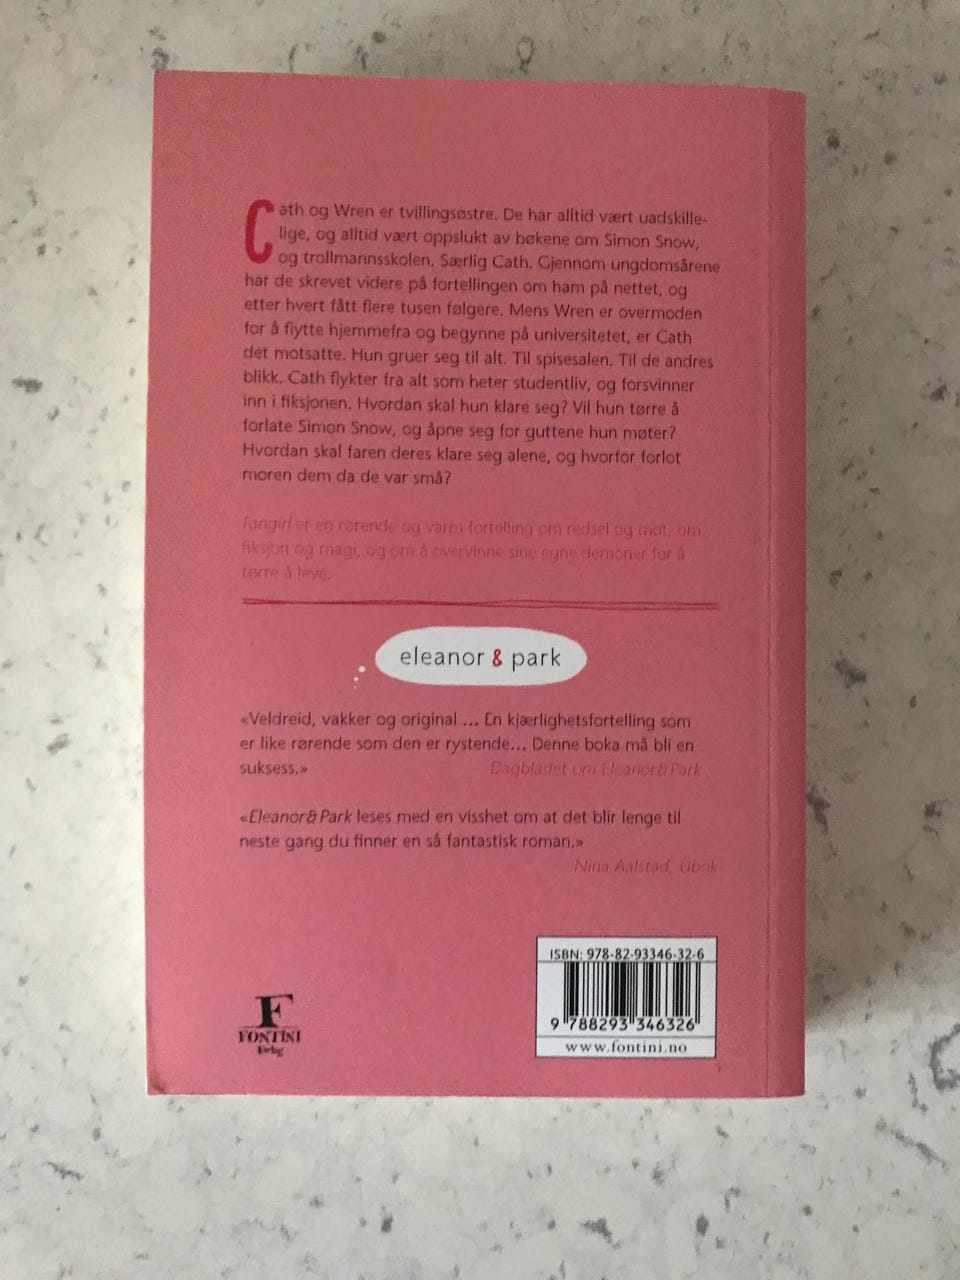 Cath og Wren er tvillingsøstre. De har alltid vært uadskille-
lige, og alltid vært oppslukt av bøkene om Simon Snow,
og trollmannsskolen. Særlig Cath. Gjennom ungdomsårene
har de skrevet videre på fortellingen om ham på nettet, og
etter hvert fått flere tusen følgere. Mens Wren er overmoden
for å flytte hjemmefra og begynne på universitetet, er Cath
det motsatte. Hun gruer seg til alt. Til spisesalen. Til de andres
blikk. Cath flykter fra alt som heter studentliv, og forsvinner
inn i fiksjonen. Hvordan skal hun klare seg? Vil hun tørre å
forlate Simon Snow, og åpne seg for guttene hun møter?
Hvordan skal faren deres klare seg alene, og hvorfor forlot
moren dem da de var små?
Fangirl er en rørende og varm fortelling om redsel og mot, om
fiksjon og magi, og om å overvinne sine egne demoner for å
tørre å leve.
eleanor & park
«Veldreid, vakker og original ... En kjærlighetsfortelling som
er like rørende som den er rystende... Denne boka må bli en
suksess.» Dagbladet om Eleanor& Park
«Eleanor& Park leses med en visshet om at det blir lenge til
neste gang du finner en så fantastisk roman.»
Nina Aalstad, Ubok
ISBN: 978-82-93346-32-6
9 788293 346326
www.fontini.no
F
FONTINI
Forlag